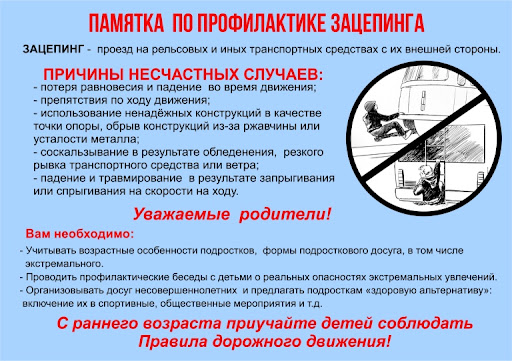 ПАМЯТКА ПО ПРОФИЛАКТИКЕ ЗАЦЕПИНГА
ЗАЦЕПИНГ - проезд на рельсовых и иных транспортных средствах с их внешней стороны.
ПРИЧИНЫ НЕСЧАСТНЫХ СЛУЧАЕВ:
- потеря равновесия и падение во время движения;
- препятствия по ходу движения;
- использование ненадёжных конструкций в качестве
точки опоры, обрыв конструкций из-за ржавчины или
усталости металла;
- соскальзывание в результате обледенения, резкого
рывка транспортного средства или ветра;
- падение и травмирование в результате запрыгивания
или спрыгивания на скорости на ходу.
Уважаемые родители!
Вам необходимо:
- Учитывать возрастные особенности подростков, формы подросткового досуга, в том числе
экстремального.
- Проводить профилактические беседы с детьми о реальных опасностях экстремальных увлечений.
- Организовывать досуг несовершеннолетних и предлагать подросткам «здоровую альтернативу»:
включение их в спортивные, общественные мероприятия и т.д.
С раннего возраста приучайте детей соблюдать
Правила дорожного движения!